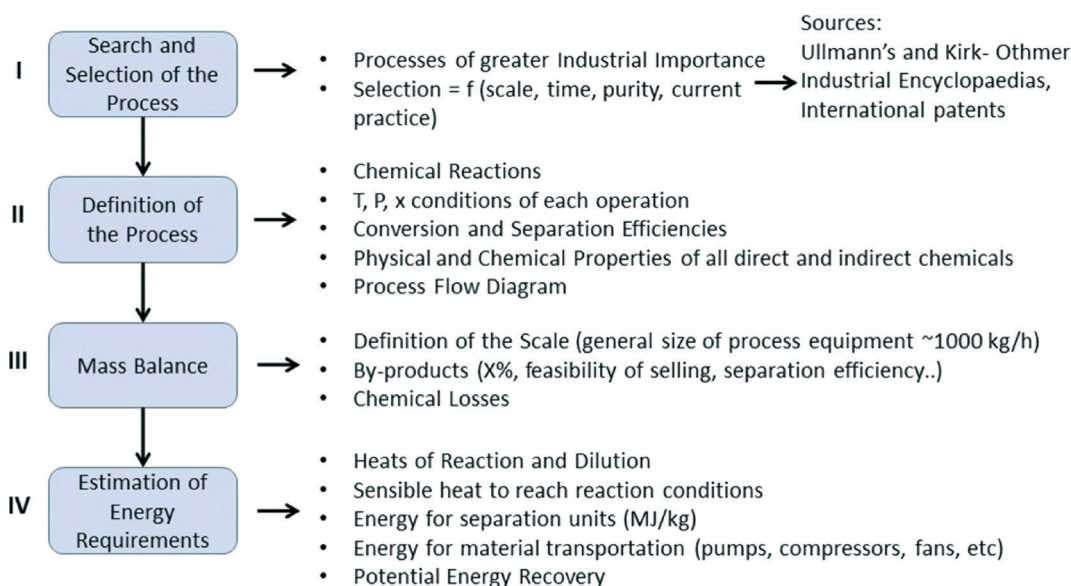 I
Search and
Selection of the
Process
• Processes of greater Industrial Importance
• Selection = f (scale, time, purity, current
practice)
Sources:
Ullmann's and Kirk- Othmer
Industrial Encyclopaedias,
International patents
II
Definition of
the Process
• Chemical Reactions
• T, P, x conditions of each operation
• Conversion and Separation Efficiencies
• Physical and Chemical Properties of all direct and indirect chemicals
• Process Flow Diagram
III
Mass Balance
• Definition of the Scale (general size of process equipment ~1000 kg/h)
• By-products (X%, feasibility of selling, separation efficiency..)
• Chemical Losses
IV
Estimation of
Energy
Requirements
• Heats of Reaction and Dilution
• Sensible heat to reach reaction conditions
• Energy for separation units (MJ/kg)
• Energy for material transportation (pumps, compressors, fans, etc)
• Potential Energy Recovery